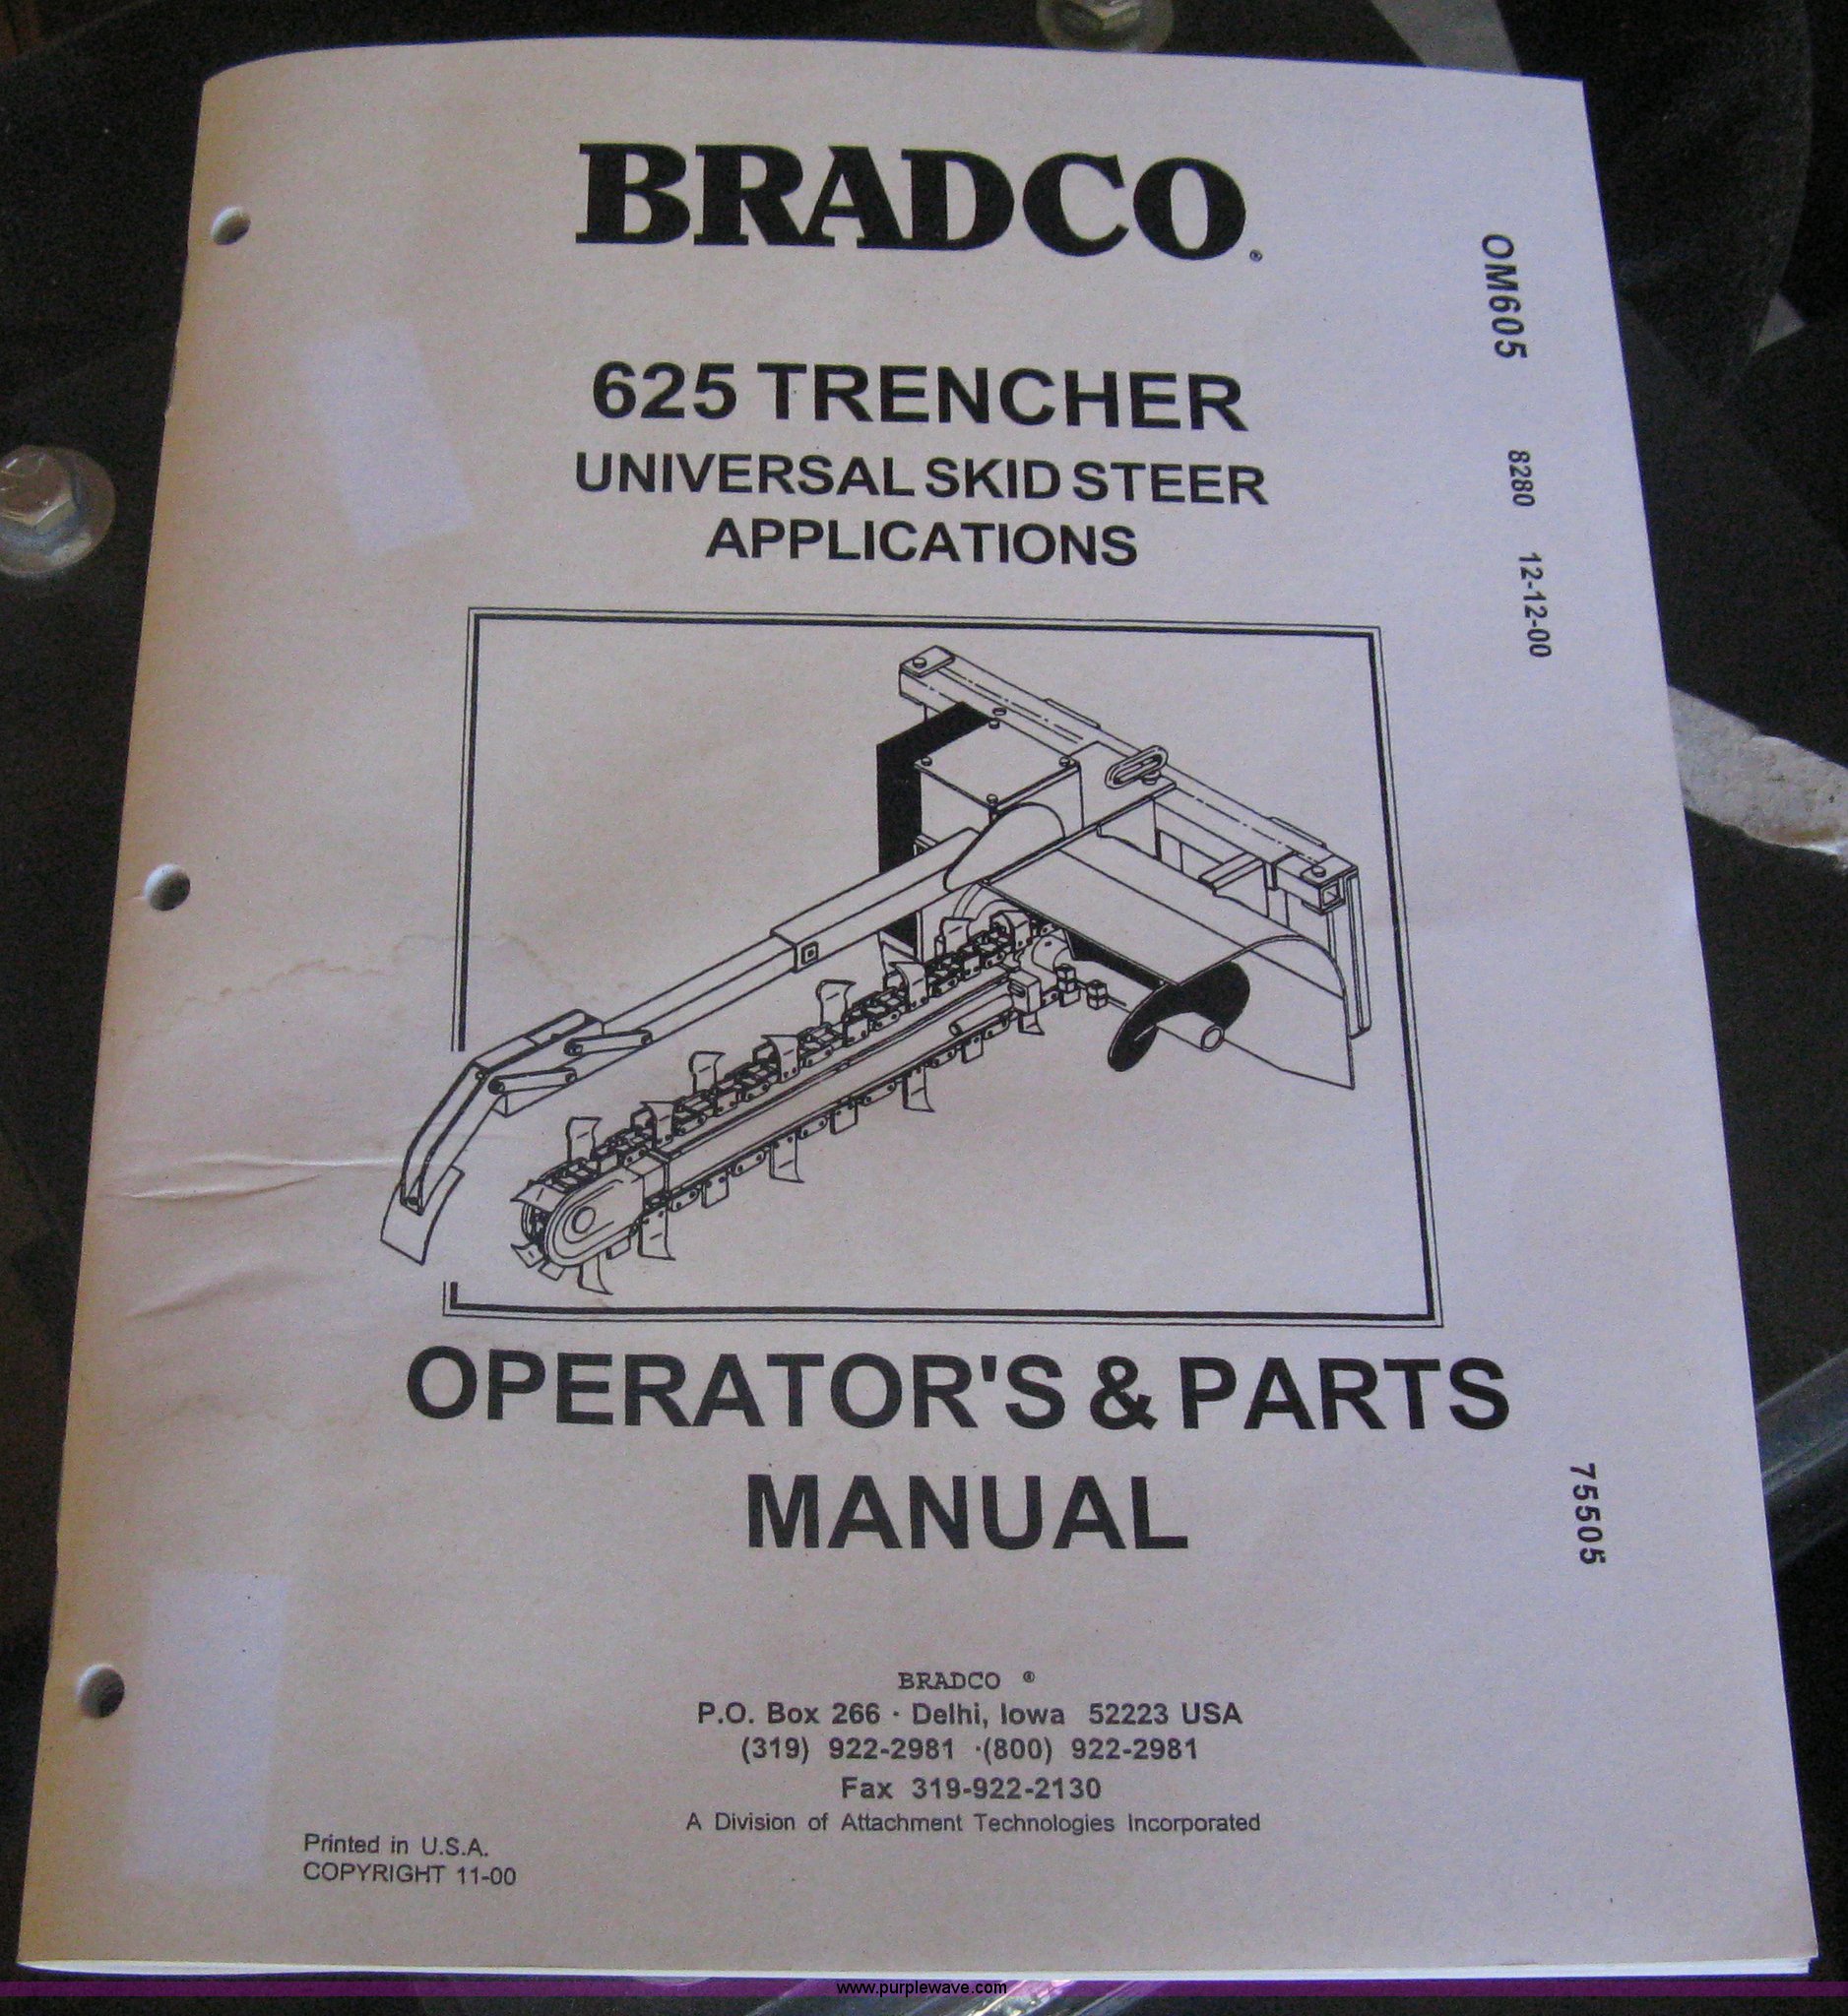 BRADCO®
625 TRENCHER
UNIVERSAL SKID STEER
APPLICATIONS
OM605 8280 12-12-00
OPERATOR'S & PARTS
MANUAL
75505
BRADCO ®
P.O. Box 266 · Delhi, Iowa 52223 USA
(319) 922-2981 ·(800) 922-2981
Fax 319-922-2130
A Division of Attachment Technologies Incorporated
Printed in U.S.A.
COPYRIGHT 11-00
www.purplewave.com